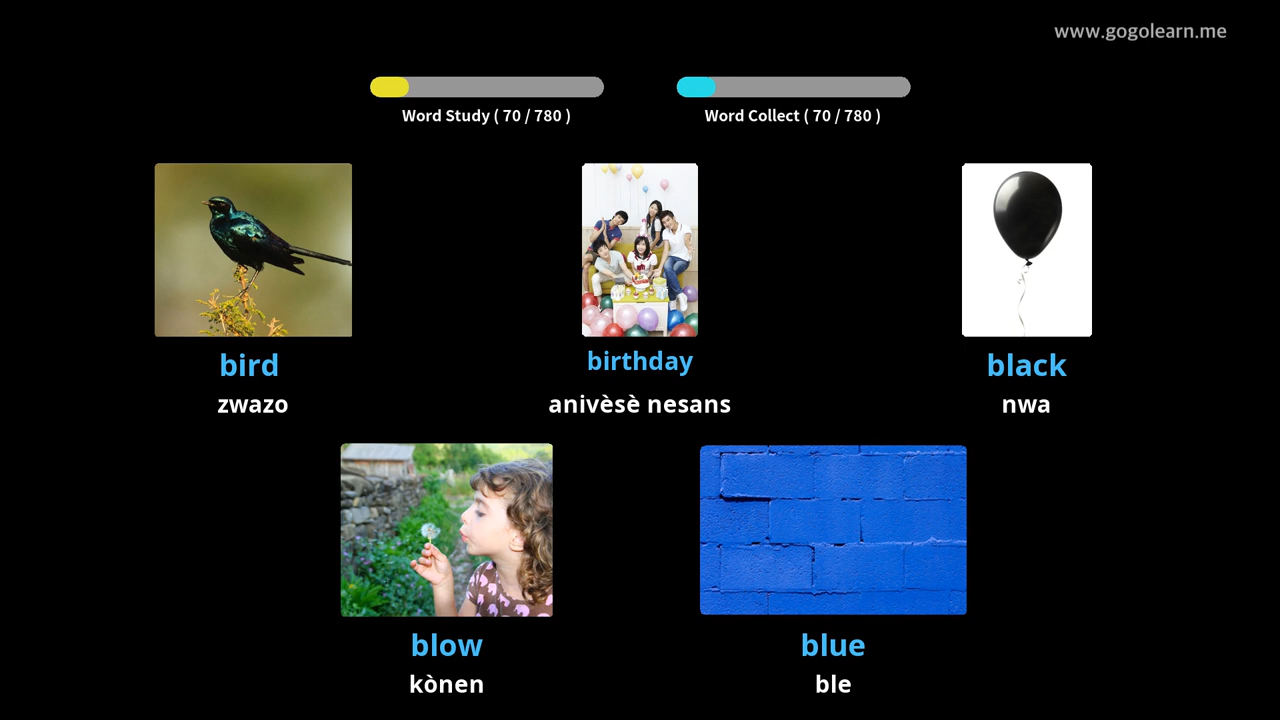 www.gogolearn.me
Word Study ( 70 / 780 )
Word Collect ( 70 / 780 )
bird
zwazo
birthday
anivèsè nesans
black
nwa
blow
kònen
blue
ble